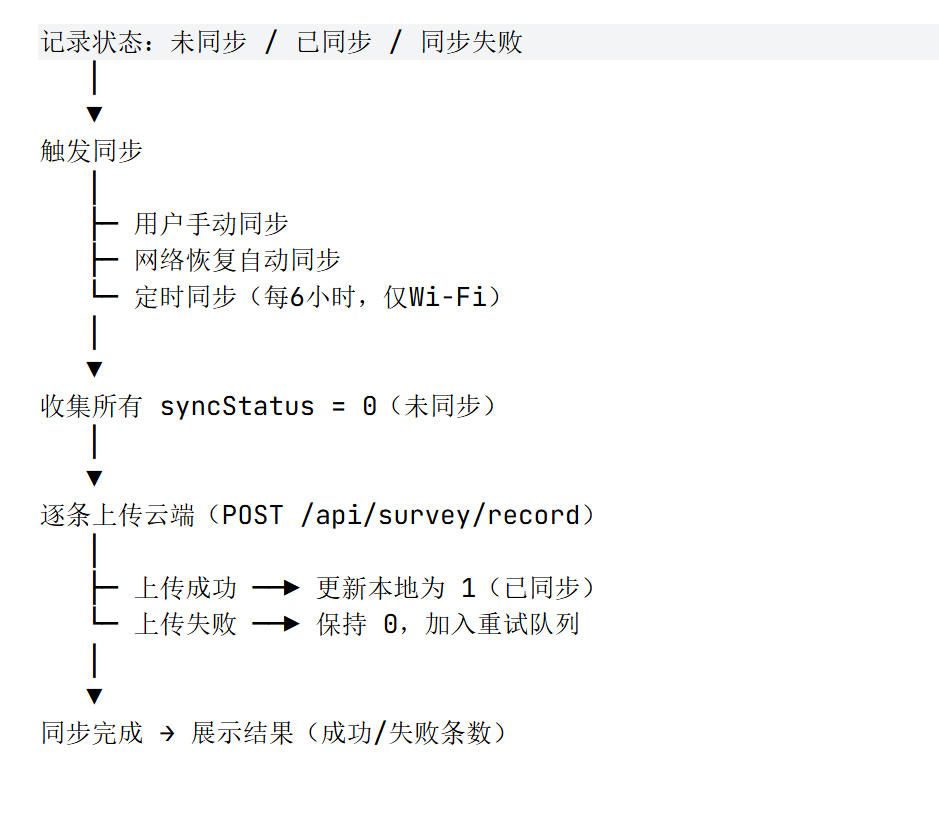 记录状态：未同步 / 已同步 / 同步失败
触发同步
用户手动同步
网络恢复自动同步
定时同步（每6小时，仅Wi-Fi）
收集所有 syncStatus = 0（未同步）
逐条上传云端（POST /api/survey/record）
上传成功 ──► 更新本地为 1（已同步）
上传失败 ──► 保持 0，加入重试队列
同步完成 → 展示结果（成功/失败条数）